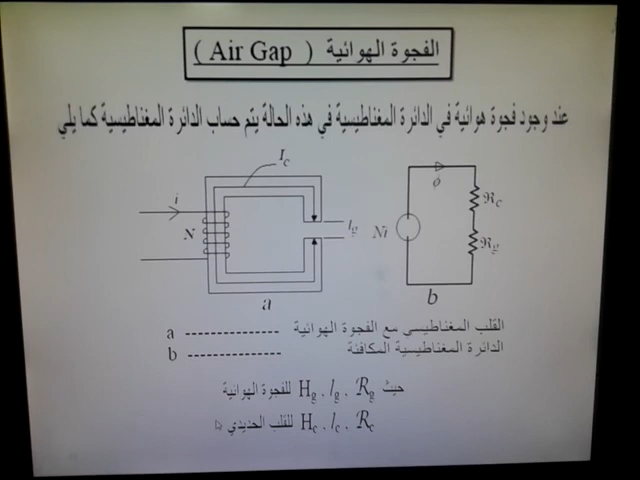 الفجوة الهوائية ( Air Gap )
عند وجود فجوة هوائية في الدائرة المغناطيسية في هذه الحالة يتم حساب الدائرة المغناطيسية كما يلي
lc
i
N
lg
a
φ
Ni
ℜc
ℜg
b
القلب المغناطيسي مع الفجوة الهوائية -------------- a
الدائرة المغناطيسية المكافئة -------------- b
حيث Hg , lg , ℜg للفجوة الهوائية
Hc , lc , ℜc للقلب الحديدي